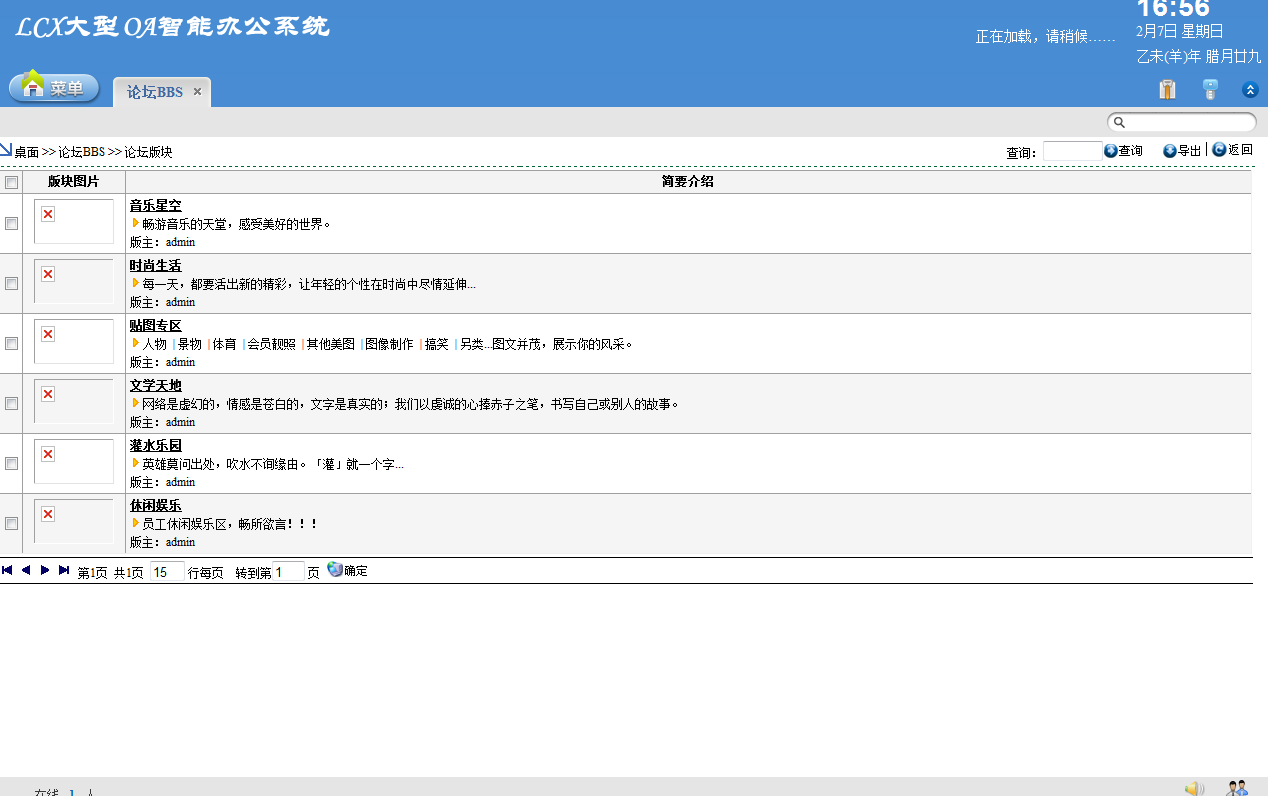 LCX大型OA智能办公系统
正在加载，请稍候……
16:56
2月7日 星期日
乙未(羊)年 腊月廿九
菜单
论坛BBS ×
桌面 >> 论坛BBS >> 论坛版块
查询： 查询 导出 | 返回
版块图片 简要介绍
音乐星空
畅游音乐的天堂，感受美好的世界。
版主：admin
时尚生活
每一天，都要活出新的精彩，让年轻的个性在时尚中尽情延伸...
版主：admin
贴图专区
人物 |景物 |体育 |会员靓照 |其他美图 |图像制作 |搞笑 |另类...图文并茂，展示你的风采。
版主：admin
文学天地
网络是虚幻的，情感是苍白的，文字是真实的；我们以虔诚的心捧赤子之笔，书写自己或别人的故事。
版主：admin
灌水乐园
英雄莫问出处，吹水不询缘由。「灌」就一个字...
版主：admin
休闲娱乐
员工休闲娱乐区，畅所欲言！！！
版主：admin
第1页 共1页 15 行每页 转到第 1 页 确定
在线 1 人